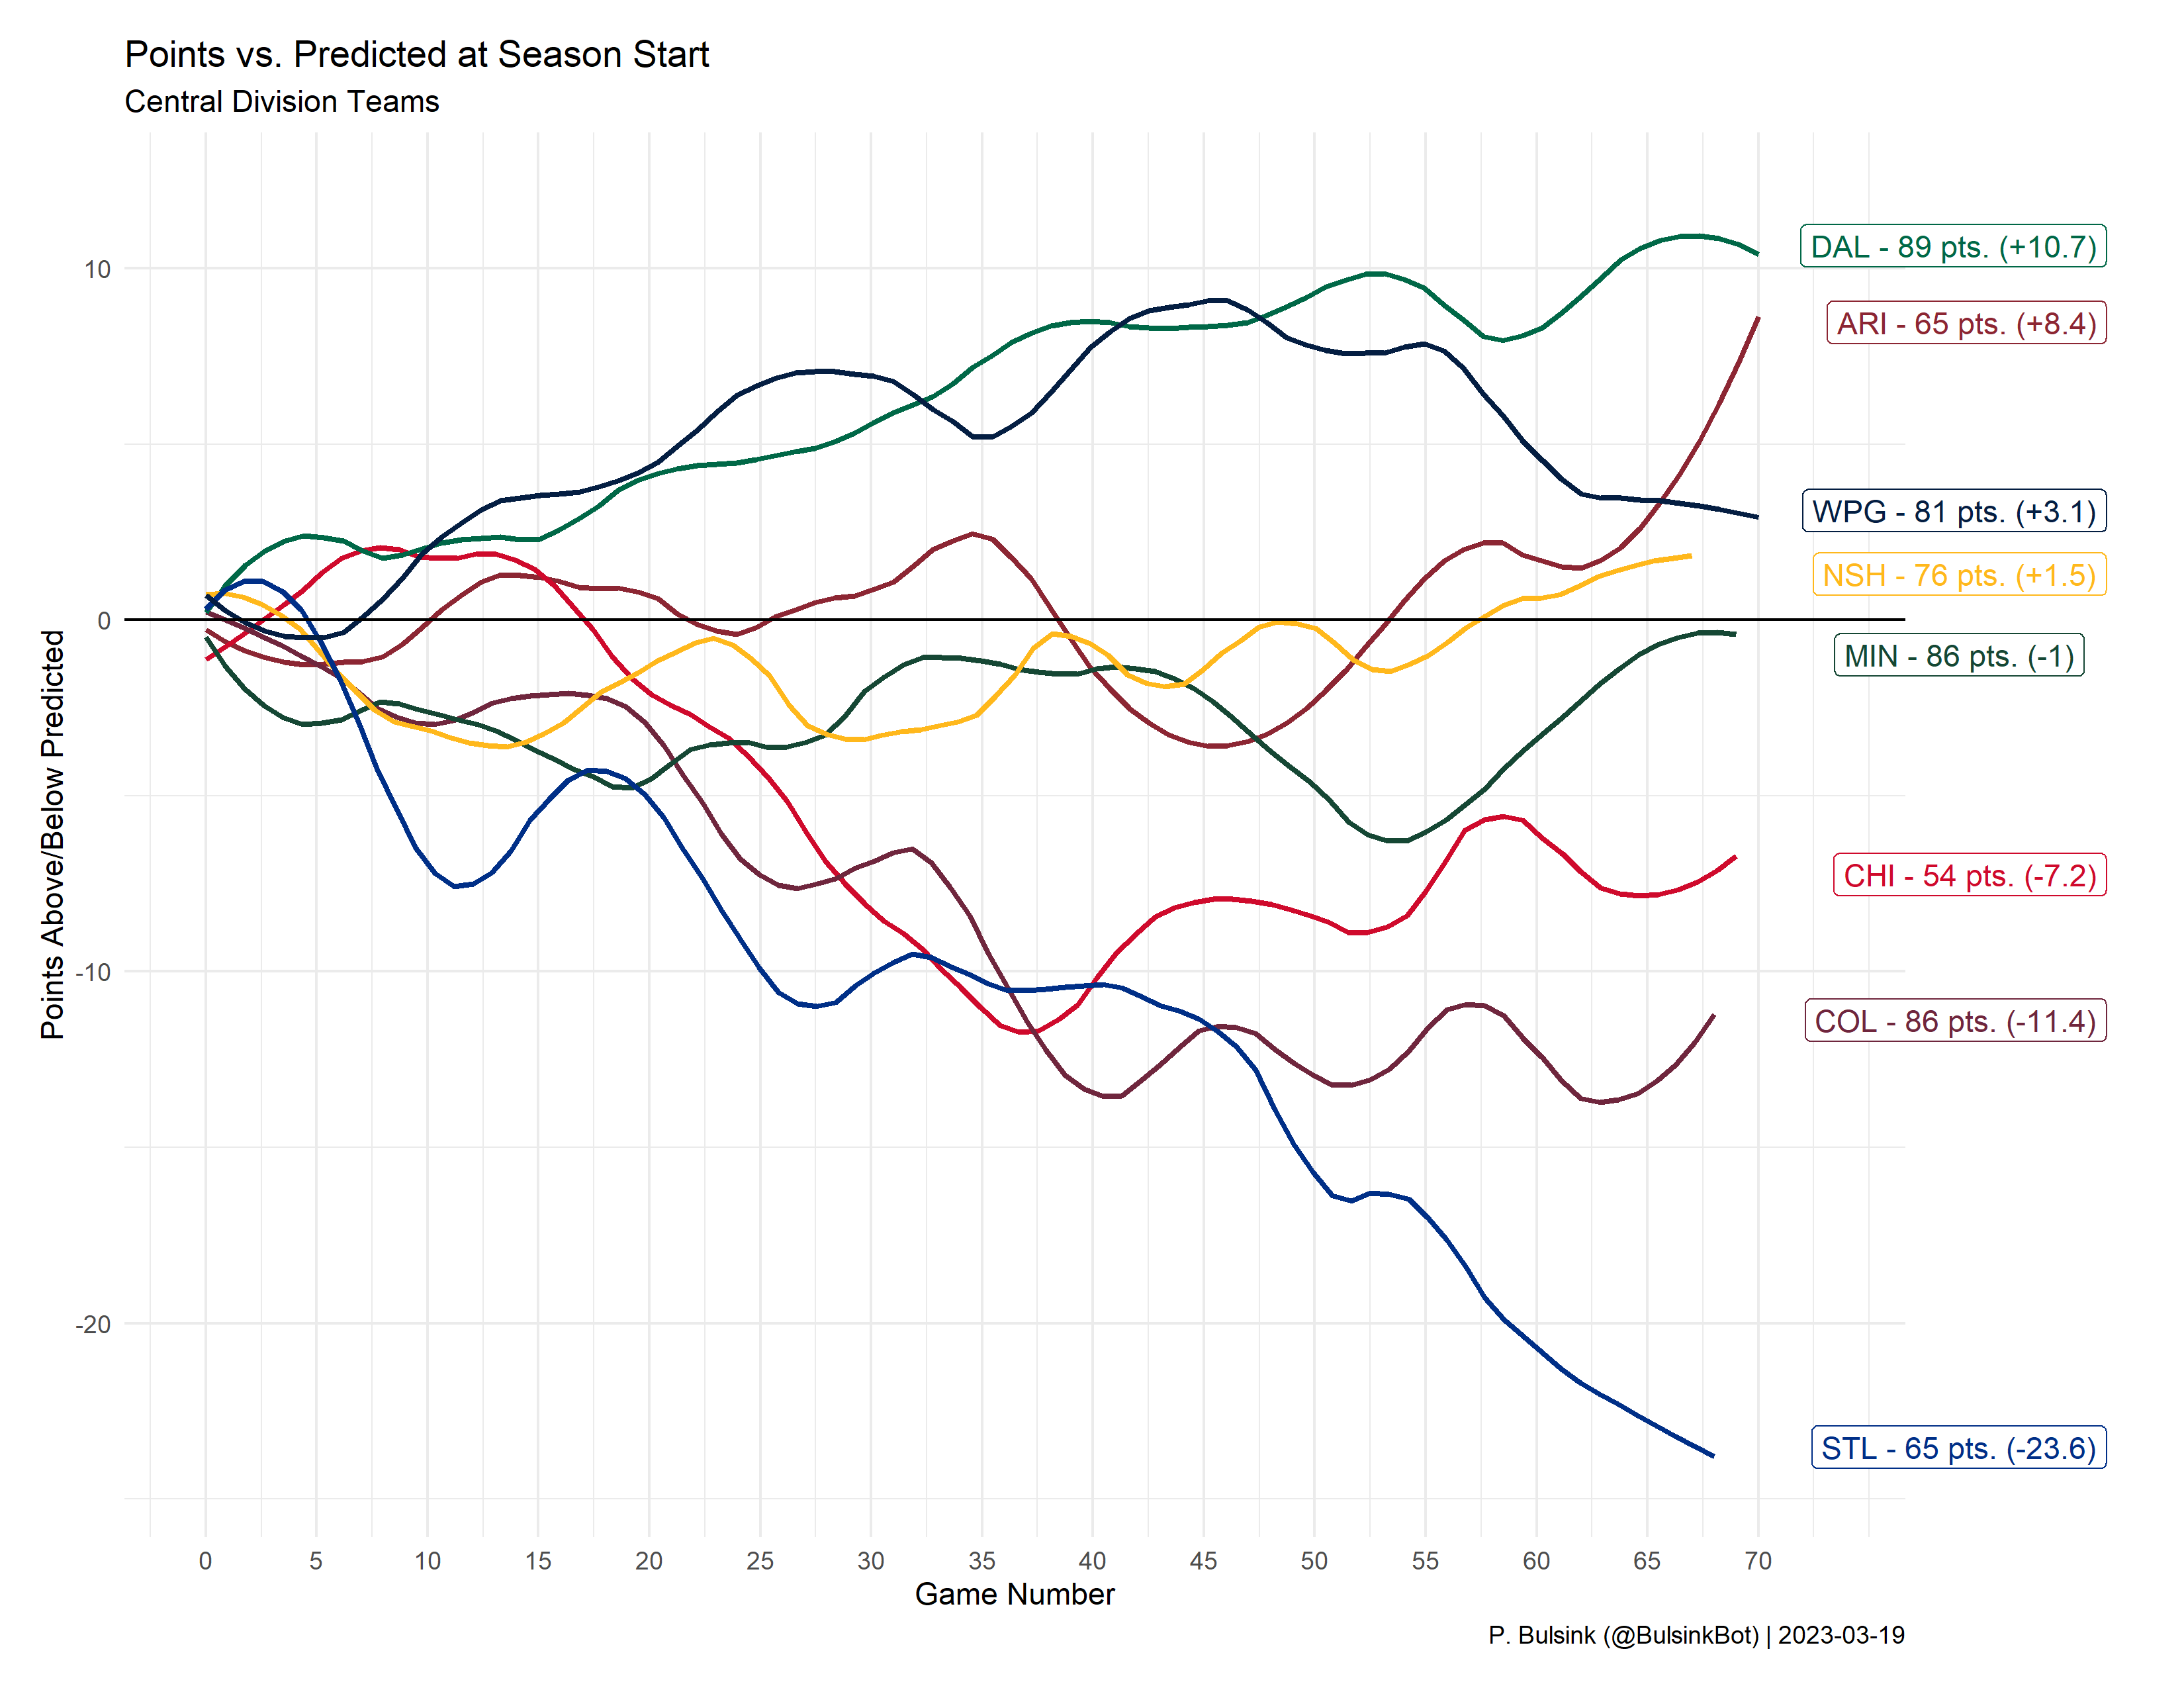 Points vs. Predicted at Season Start
Central Division Teams
Points Above/Below Predicted
10
0
-10
-20
DAL - 89 pts. (+10.7)
ARI - 65 pts. (+8.4)
WPG - 81 pts. (+3.1)
NSH - 76 pts. (+1.5)
MIN - 86 pts. (-1)
CHI - 54 pts. (-7.2)
COL - 86 pts. (-11.4)
STL - 65 pts. (-23.6)
0 5 10 15 20 25 30 35 40 45 50 55 60 65 70
Game Number
P. Bulsink (@BulsinkBot) | 2023-03-19